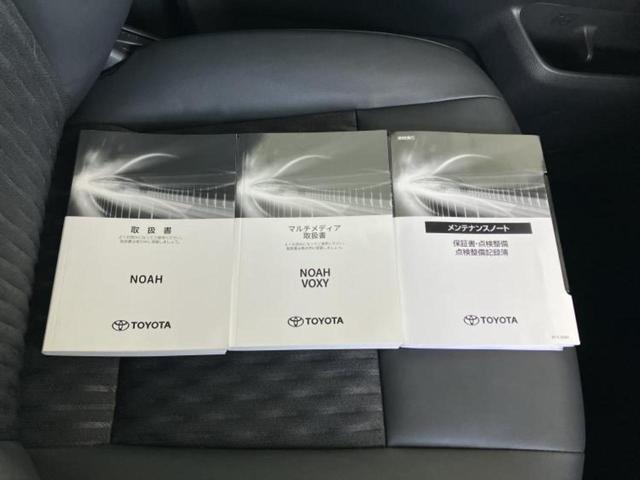 取扱書
NOAH
TOYOTA
マルチメディア
取扱書
NOAH
VOXY
TOYOTA
メンテナンスノート
保証書・点検整備
点検整備記録簿
TOYOTA